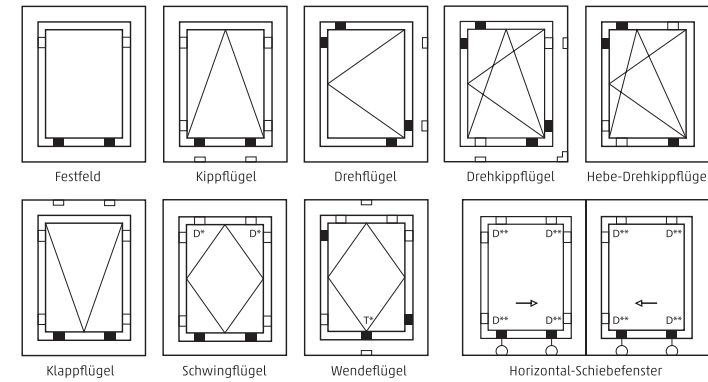 Festfeld
Kippflügel
Drehflügel
Drehkippflügel
Hebe-Drehkippflüge
D* D*
T*
D** D** D** D**
D** D** D** D**
Klappflügel
Schwingflügel
Wendeflügel
Horizontal-Schiebefenster